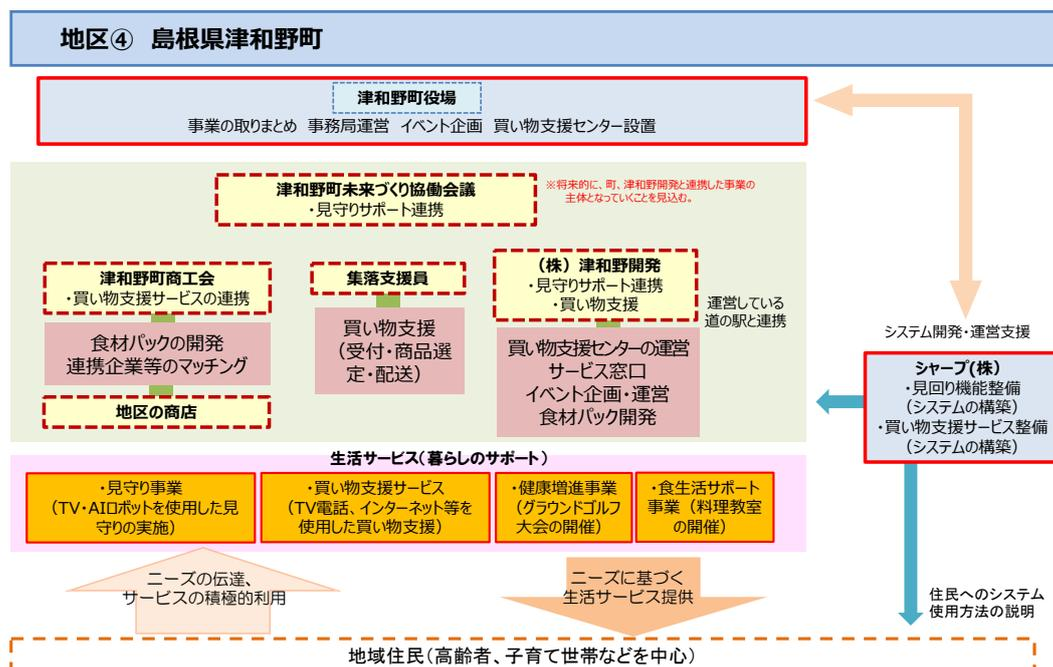 地区④ 島根県津和野町
津和野町役場
事業の取りまとめ 事務局運営 イベント企画 買い物支援センター設置
津和野町未来づくり協働会議
・見守りサポート連携
※将来的に、町、津和野開発と連携した事業の
主体となっていくことを見込む。
津和野町商工会
・買い物支援サービスの連携
食材パックの開発
連携企業等のマッチング
地区の商店
集落支援員
買い物支援
（受付・商品選
定・配送）
（株）津和野開発
・見守りサポート連携
・買い物支援
運営している
道の駅と連携
買い物支援センターの運営
サービス窓口
イベント企画・運営
食材パック開発
システム開発・運営支援
シャープ(株)
・見回り機能整備
（システムの構築）
・買い物支援サービス整備
（システムの構築）
生活サービス（暮らしのサポート）
・見守り事業
（TV・AIロボットを使用した見
守りの実施）
・買い物支援サービス
（TV電話、インターネット等を
使用した買い物支援）
・健康増進事業
（グラウンドゴルフ
大会の開催）
・食生活サポート
事業（料理教室
の開催）
ニーズの伝達、
サービスの積極的利用
ニーズに基づく
生活サービス提供
住民へのシステム
使用方法の説明
地域住民（高齢者、子育て世帯などを中心）